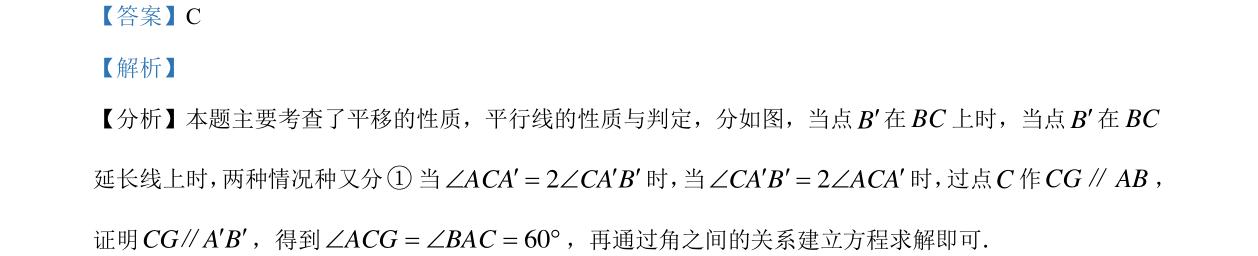 【答案】C
【解析】
【分析】本题主要考查了平移的性质，平行线的性质与判定，分如图，当点B′在BC上时，当点B′在BC
延长线上时，两种情况种又分①当∠ACA′=2∠CA′B′时，当∠CA′B′=2∠ACA′时，过点C作CG∥AB，
证明CG∥A′B′，得到∠ACG=∠BAC=60°，再通过角之间的关系建立方程求解即可．